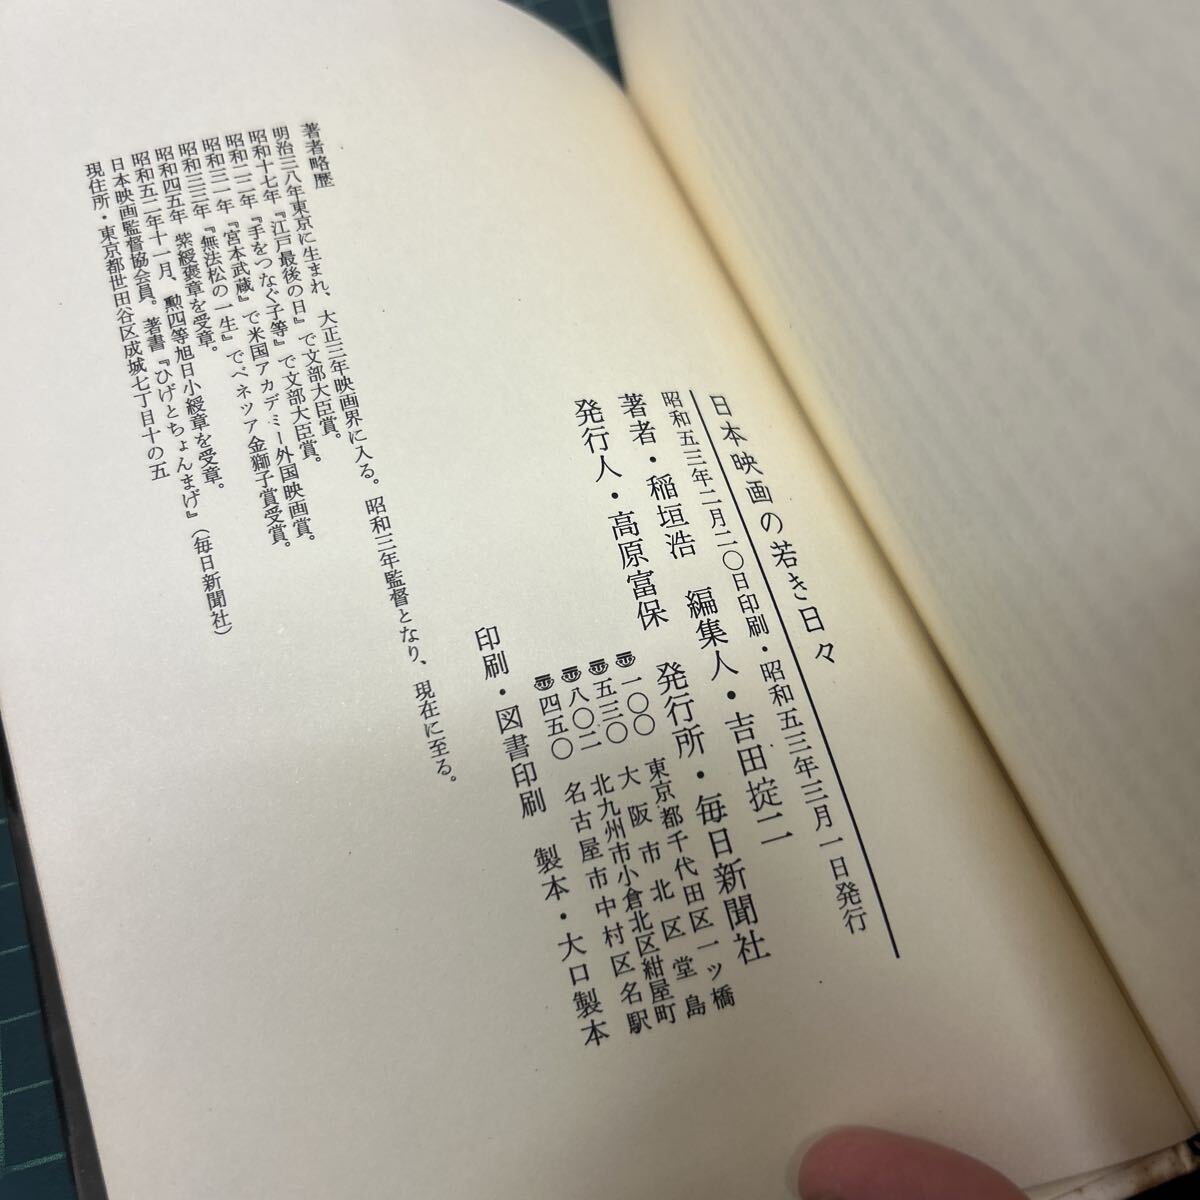 日本映画の若き日々
昭和五三年二月二〇日印刷・昭和五三年三月一日発行
著者・稲垣浩　編集人・吉田掟二
発行人・高原富保　発行所・毎日新聞社
〒一〇〇　東京都千代田区一ツ橋
〒五三〇　大阪市北区堂島
〒八〇二　北九州市小倉北区紺屋町
〒四五〇　名古屋市中村区名駅
印刷・図書印刷　製本・大口製本
著者略歴
明治三八年東京に生まれ、大正三年映画界に入る。昭和三年監督となり、現在に至る。
昭和十七年『江戸最後の日』で文部大臣賞。
昭和二二年『手をつなぐ子等』で文部大臣賞。
昭和三一年『宮本武蔵』で米国アカデミー外国映画賞。
昭和三三年『無法松の一生』でベネツア金獅子賞受賞。
昭和四五年　紫綬褒章を受章。
昭和五二年十一月、勲四等旭日小綬章を受章。
日本映画監督協会員。著書『ひげとちょんまげ』（毎日新聞社）
現住所・東京都世田谷区成城七丁目十の五